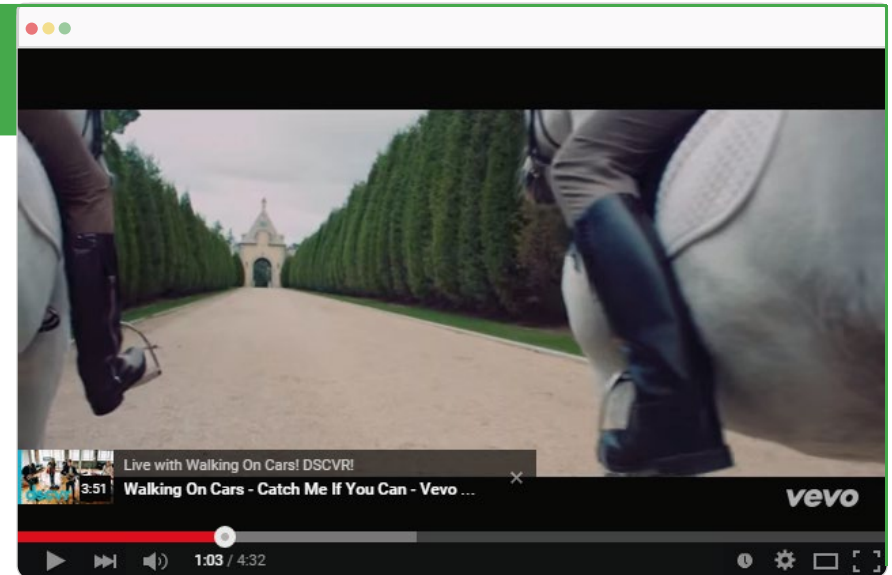 Live with Walking On Cars! DSCVR!
3:51
Walking On Cars - Catch Me If You Can - Vevo ...
vevo
1:03 / 4:32